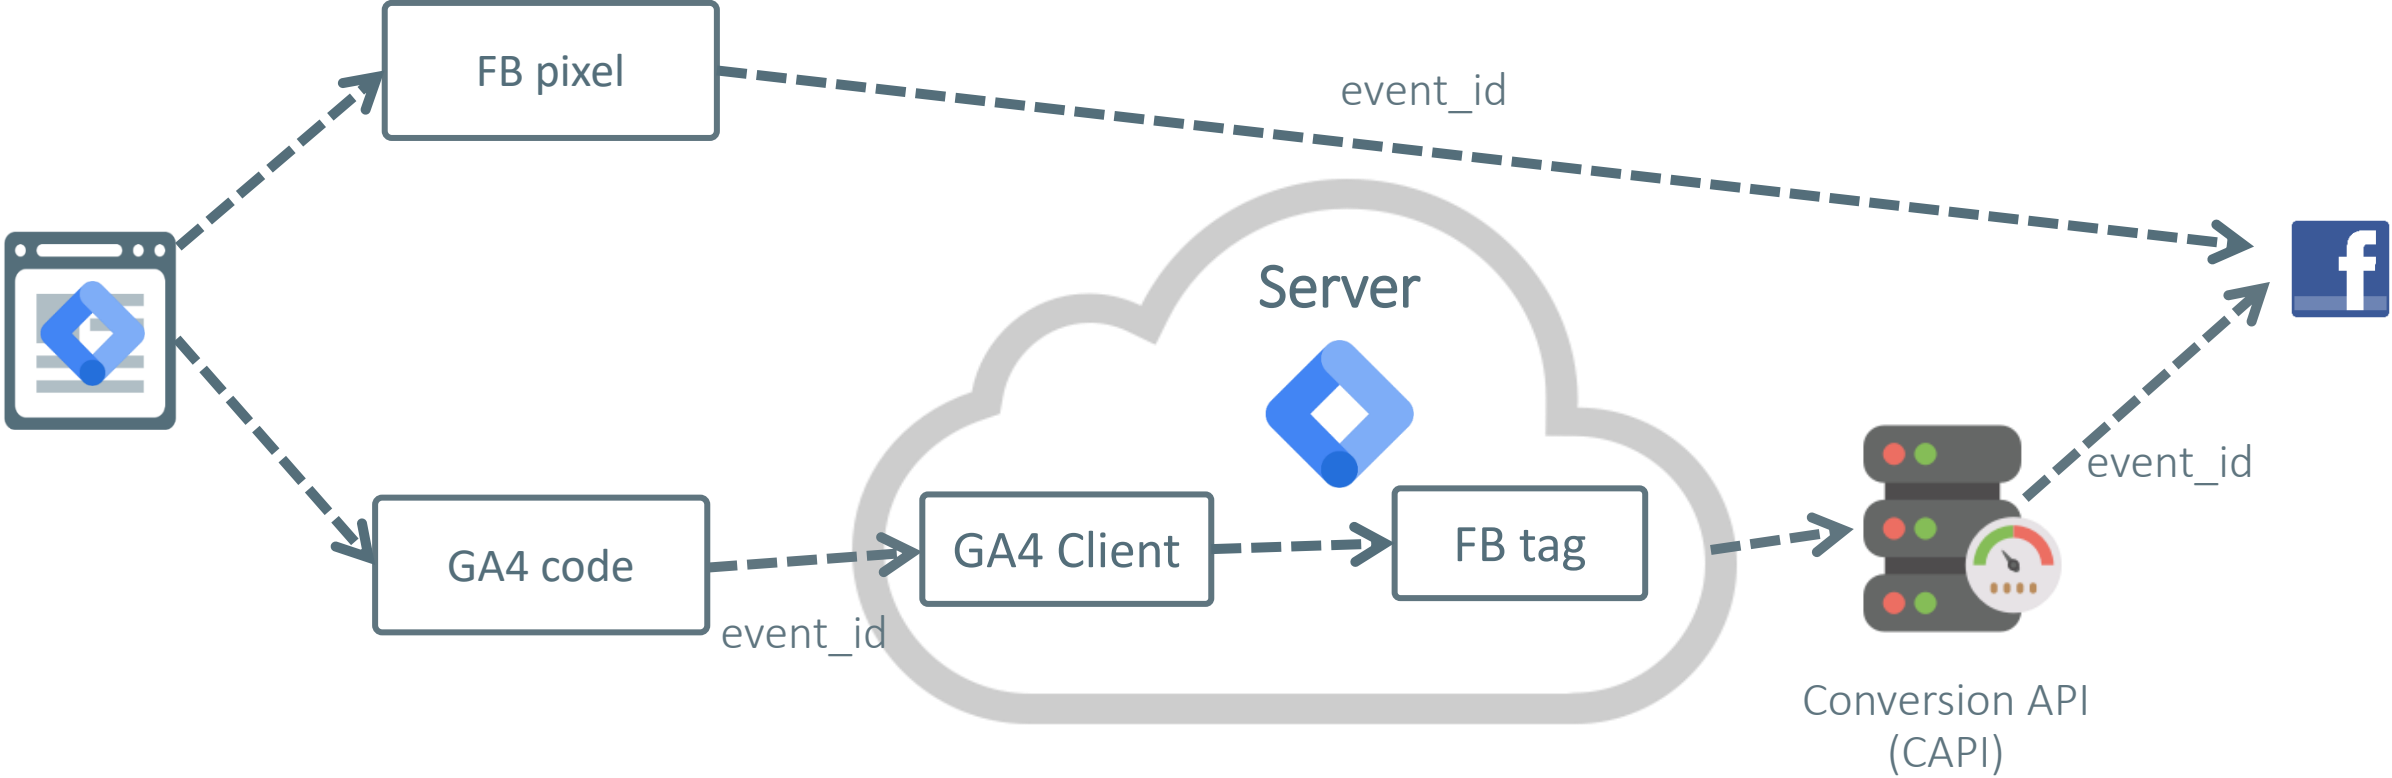 FB pixel
event_id
Server
event_id
GA4 Client
FB tag
GA4 code
event_id
Conversion API
(CAPI)